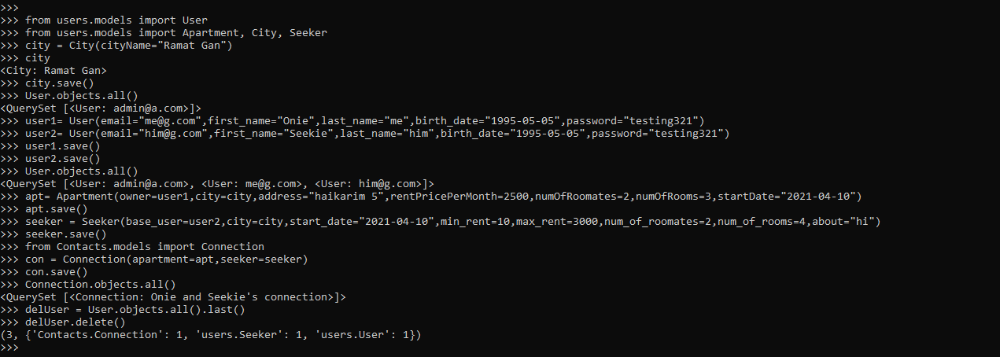 >>>
>>> from users.models import User
>>> from users.models import Apartment, City, Seeker
>>> city = City(cityName="Ramat Gan")
>>> city
<City: Ramat Gan>
>>> city.save()
>>> User.objects.all()
<QuerySet [<User: admin@a.com>]>
>>> user1= User(email="me@g.com",first_name="Onie",last_name="me",birth_date="1995-05-05",password="testing321")
>>> user2= User(email="him@g.com",first_name="Seekie",last_name="him",birth_date="1995-05-05",password="testing321")
>>> user1.save()
>>> user2.save()
>>> User.objects.all()
<QuerySet [<User: admin@a.com>, <User: me@g.com>, <User: him@g.com>]>
>>> apt= Apartment(owner=user1,city=city,address="haikarim 5",rentPricePerMonth=2500,numOfRoomates=2,numOfRooms=3,startDate="2021-04-10")
>>> apt.save()
>>> seeker = Seeker(base_user=user2,city=city,start_date="2021-04-10",min_rent=10,max_rent=3000,num_of_roomates=2,num_of_rooms=4,about="hi")
>>> seeker.save()
>>> from Contacts.models import Connection
>>> con = Connection(apartment=apt,seeker=seeker)
>>> con.save()
>>> Connection.objects.all()
<QuerySet [<Connection: Onie and Seekie's connection>]>
>>> delUser = User.objects.all().last()
>>> delUser.delete()
(3, {'Contacts.Connection': 1, 'users.Seeker': 1, 'users.User': 1})
>>>